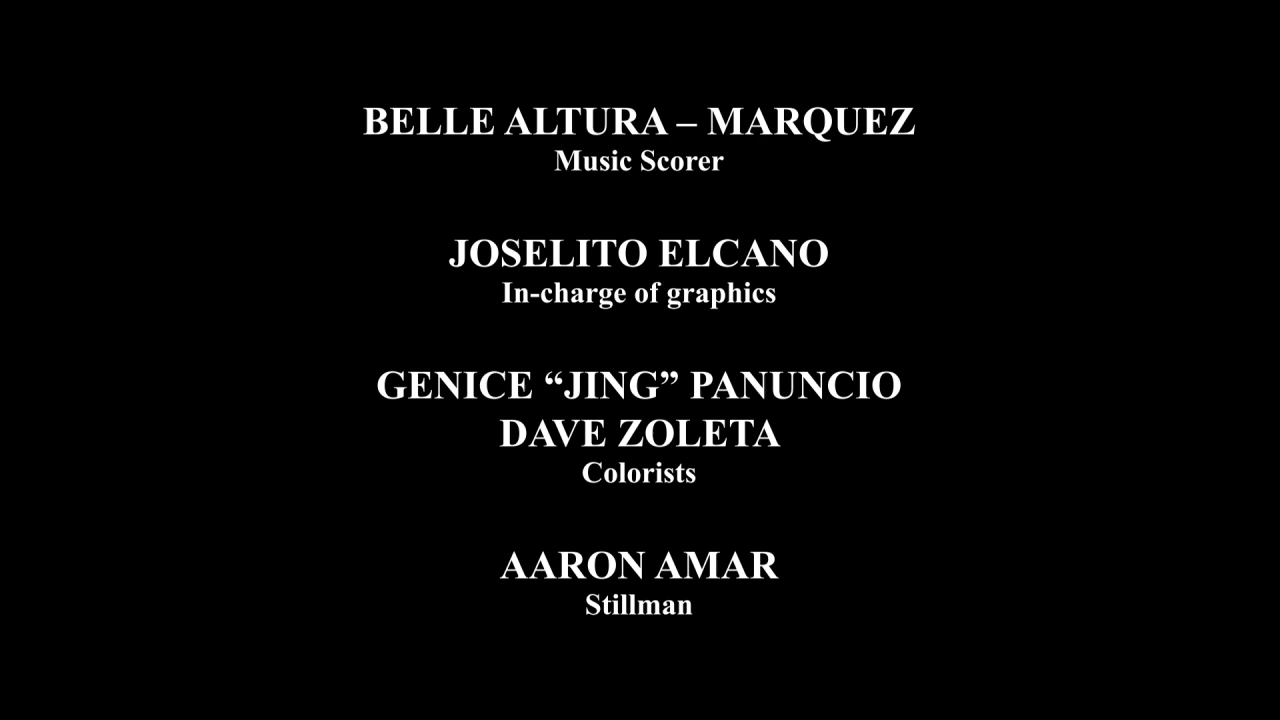 BELLE ALTURA – MARQUEZ
Music Scorer
JOSELITO ELCANO
In-charge of graphics
GENICE “JING” PANUNCIO
DAVE ZOLETA
Colorists
AARON AMAR
Stillman